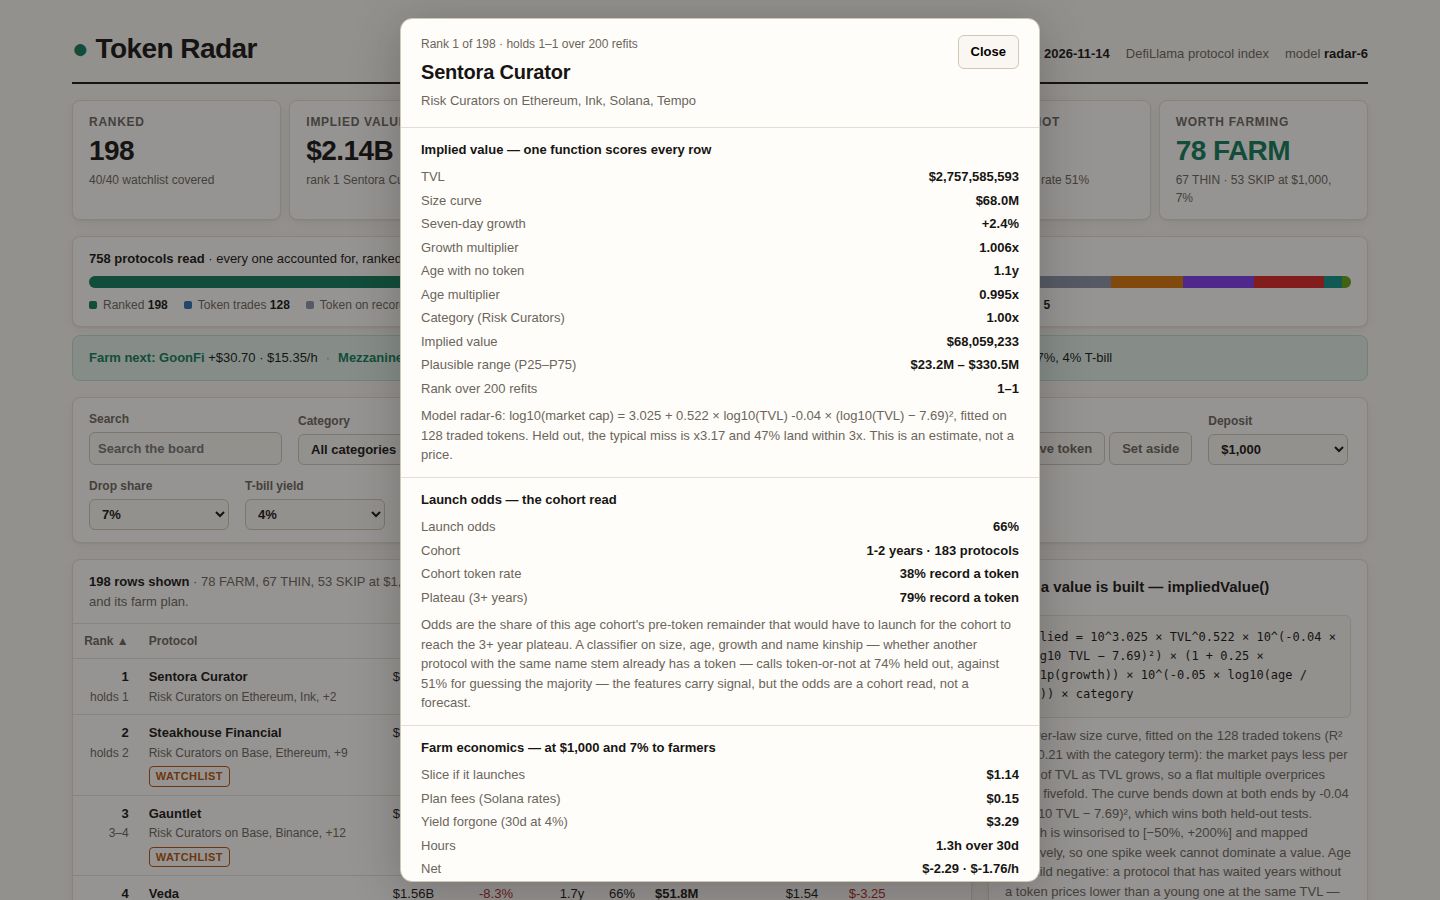 Token Radar
2026-11-14 DefiLlama protocol index model radar-6
RANKED
198
40/40 watchlist covered
IMPLIED VALU
$2.14B
rank 1 Sentora Cu
rate 51%
WORTH FARMING
78 FARM
67 THIN · 53 SKIP at $1,000,
7%
758 protocols read · every one accounted for, ranked
Ranked 198 Token trades 128 Token on recor
5
Farm next: GoonFi +$30.70 · $15.35/h · Mezzanine
7%, 4% T-bill
Search
Search the board
Category
All categories
ve token
Set aside
Deposit
$1,000
Drop share
7%
T-bill yield
4%
198 rows shown · 78 FARM, 67 THIN, 53 SKIP at $1,
and its farm plan.
Rank ▲ Protocol
1 Sentora Curator
holds 1 Risk Curators on Ethereum, Ink, +2
2 Steakhouse Financial
holds 2 Risk Curators on Base, Ethereum, +9
WATCHLIST
3 Gauntlet
3–4 Risk Curators on Base, Binance, +12
WATCHLIST
4 Veda $1.56B -8.3% 1.7y 66% $51.8M $1.54 $-3.25
Rank 1 of 198 · holds 1–1 over 200 refits
Close
Sentora Curator
Risk Curators on Ethereum, Ink, Solana, Tempo
Implied value — one function scores every row
TVL $2,757,585,593
Size curve $68.0M
Seven-day growth +2.4%
Growth multiplier 1.006x
Age with no token 1.1y
Age multiplier 0.995x
Category (Risk Curators) 1.00x
Implied value $68,059,233
Plausible range (P25–P75) $23.2M – $330.5M
Rank over 200 refits 1–1
Model radar-6: log10(market cap) = 3.025 + 0.522 × log10(TVL) -0.04 × (log10(TVL) − 7.69)², fitted on
128 traded tokens. Held out, the typical miss is x3.17 and 47% land within 3x. This is an estimate, not a
price.
Launch odds — the cohort read
Launch odds 66%
Cohort 1-2 years · 183 protocols
Cohort token rate 38% record a token
Plateau (3+ years) 79% record a token
Odds are the share of this age cohort's pre-token remainder that would have to launch for the cohort to
reach the 3+ year plateau. A classifier on size, age, growth and name kinship — whether another
protocol with the same name stem already has a token — calls token-or-not at 74% held out, against
51% for guessing the majority — the features carry signal, but the odds are a cohort read, not a
forecast.
Farm economics — at $1,000 and 7% to farmers
Slice if it launches $1.14
Plan fees (Solana rates) $0.15
Yield forgone (30d at 4%) $3.29
Hours 1.3h over 30d
Net $-2.29 · $-1.76/h
a value is built — impliedValue()
lied = 10^3.025 × TVL^0.522 × 10^(-0.04 ×
g10 TVL − 7.69)²) × (1 + 0.25 ×
1p(growth)) × 10^(-0.05 × log10(age /
)) × category
er-law size curve, fitted on the 128 traded tokens (R²
0.21 with the category term): the market pays less per
of TVL as TVL grows, so a flat multiple overprices
fivefold. The curve bends down at both ends by -0.04
10 TVL − 7.69)², which wins both held-out tests.
h is winsorised to [−50%, +200%] and mapped
vely, so one spike week cannot dominate a value. Age
ild negative: a protocol that has waited years without
a token prices lower than a young one at the same TVL —